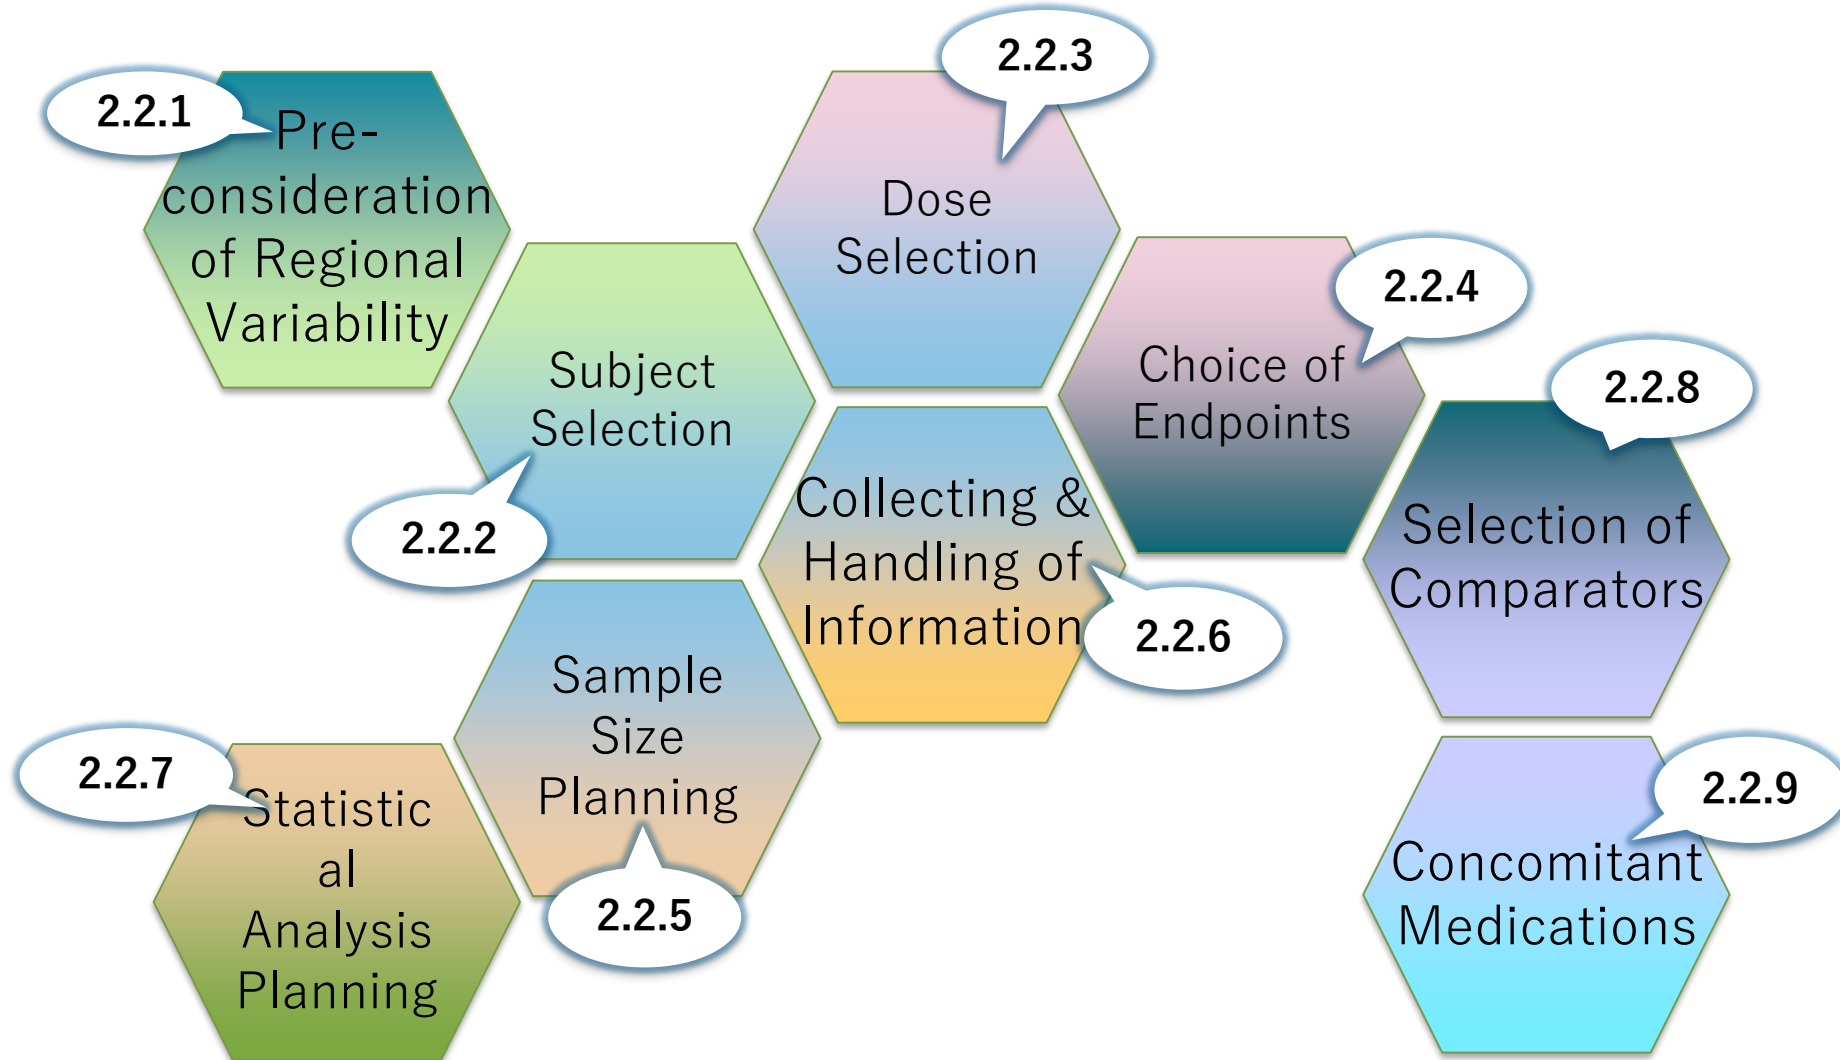 2.2.1
Pre-
consideration
of Regional
Variability
2.2.2
Subject
Selection
2.2.3
Dose
Selection
2.2.4
Choice of
Endpoints
2.2.5
Sample
Size
Planning
2.2.6
Collecting &
Handling of
Information
2.2.7
Statistic
al
Analysis
Planning
2.2.8
Selection of
Comparators
2.2.9
Concomitant
Medications